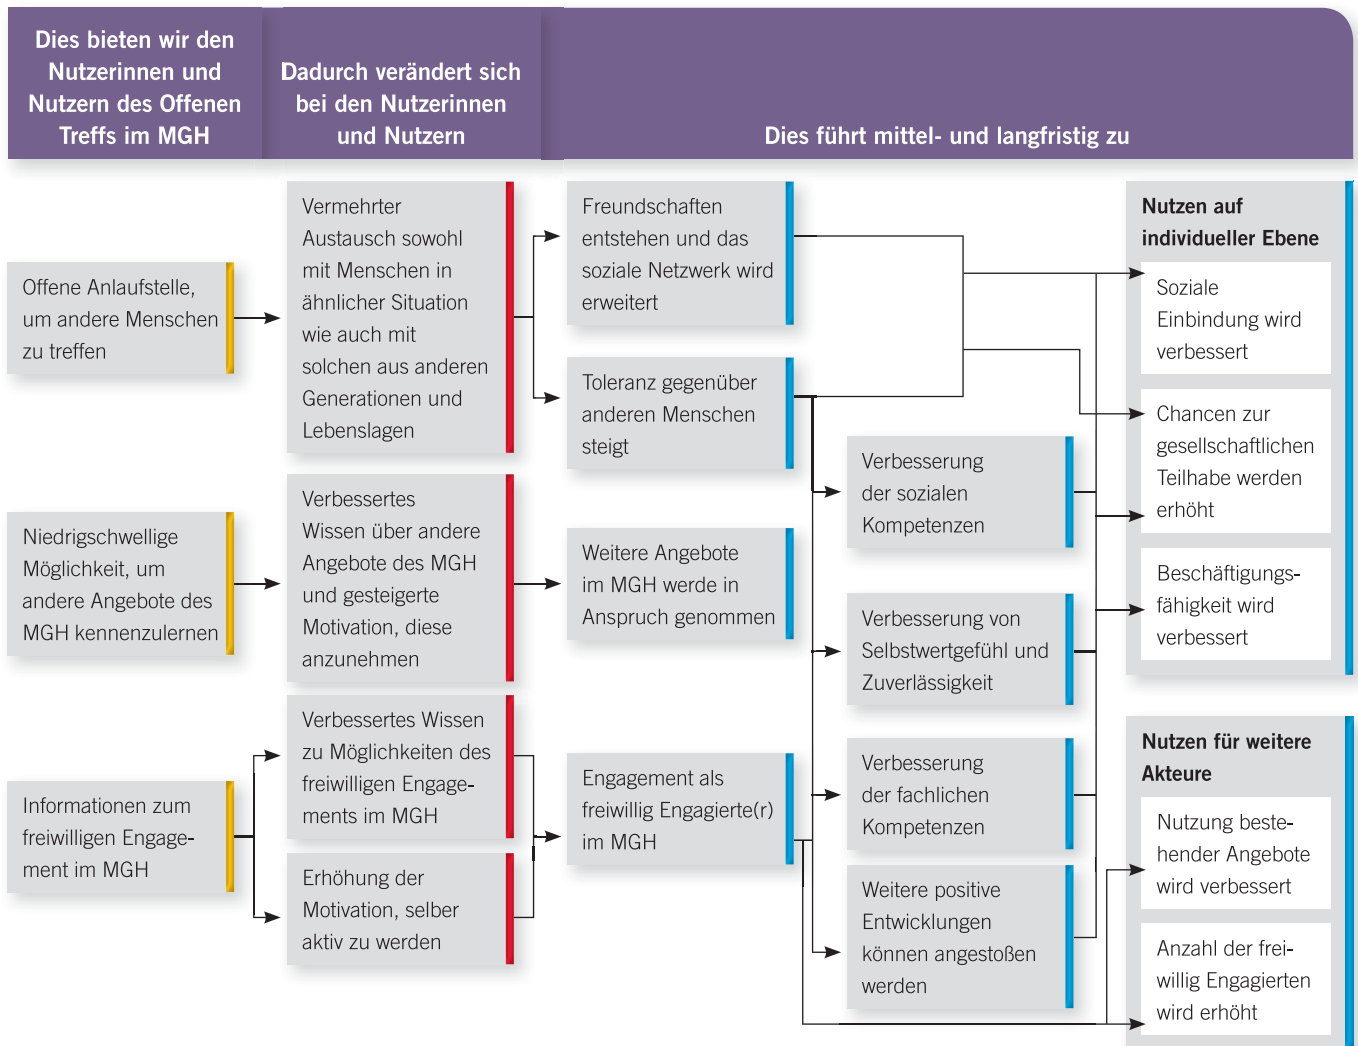 Dies bieten wir den
Nutzerinnen und
Nutzern des Offenen
Treffs im MGH
Dadurch verändert sich
bei den Nutzerinnen
und Nutzern
Dies führt mittel- und langfristig zu
Offene Anlaufstelle,
um andere Menschen
zu treffen
Niedrigschwellige
Möglichkeit, um
andere Angebote des
MGH kennenzulernen
Informationen zum
freiwilligen Engage-
ment im MGH
Vermehrter
Austausch sowohl
mit Menschen in
ähnlicher Situation
wie auch mit
solchen aus anderen
Generationen und
Lebenslagen
Verbessertes
Wissen über andere
Angebote des MGH
und gesteigerte
Motivation, diese
anzunehmen
Verbessertes Wissen
zu Möglichkeiten des
freiwilligen Engage-
ments im MGH
Erhöhung der
Motivation, selber
aktiv zu werden
Freundschaften
entstehen und das
soziale Netzwerk wird
erweitert
Toleranz gegenüber
anderen Menschen
steigt
Weitere Angebote
im MGH werde in
Anspruch genommen
Engagement als
freiwillig Engagierte(r)
im MGH
Verbesserung
der sozialen
Kompetenzen
Verbesserung von
Selbstwertgefühl und
Zuverlässigkeit
Verbesserung
der fachlichen
Kompetenzen
Weitere positive
Entwicklungen
können angestoßen
werden
Nutzen auf
individueller Ebene
Soziale
Einbindung wird
verbessert
Chancen zur
gesellschaftlichen
Teilhabe werden
erhöht
Beschäftigungs-
fähigkeit wird
verbessert
Nutzen für weitere
Akteure
Nutzung beste-
hender Angebote
wird verbessert
Anzahl der frei-
willig Engagierten
wird erhöht